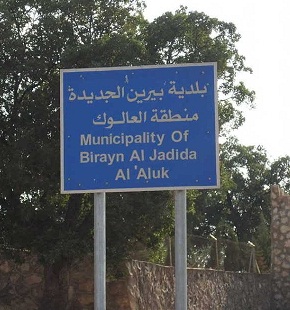 بلدية بيرين الجديدة
منطقة العالوك
Municipality Of
Birayn Al Jadida
Al 'Aluk